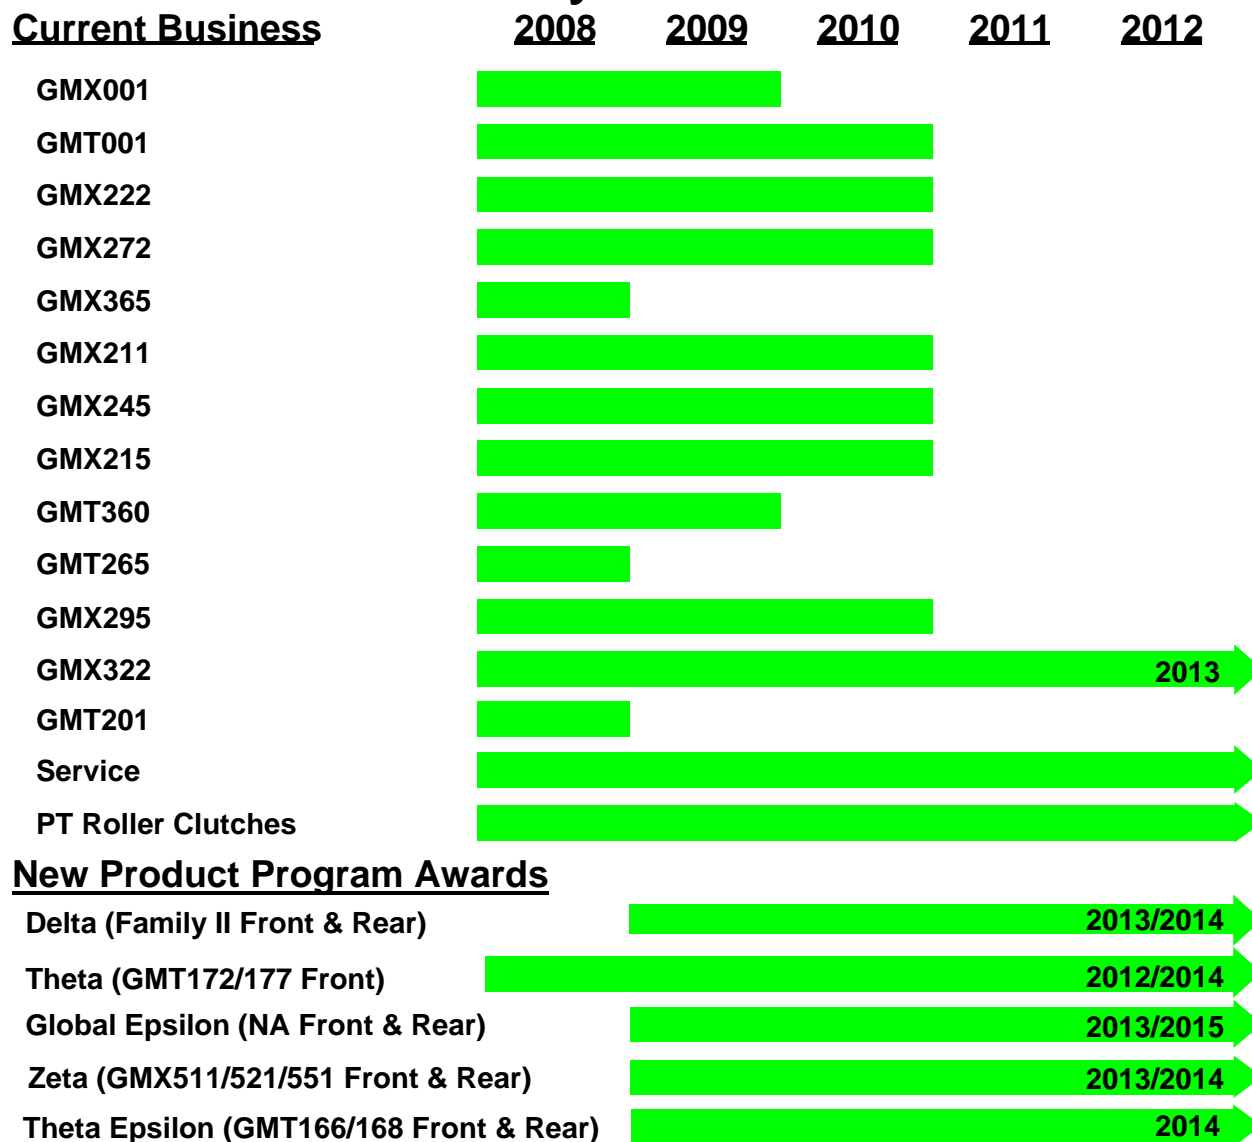 Current Business 2008 2009 2010 2011 2012
GMX001
GMT001
GMX222
GMX272
GMX365
GMX211
GMX245
GMX215
GMT360
GMT265
GMX295
GMX322 2013
GMT201
Service
PT Roller Clutches
New Product Program Awards
Delta (Family II Front & Rear) 2013/2014
Theta (GMT172/177 Front) 2012/2014
Global Epsilon (NA Front & Rear) 2013/2015
Zeta (GMX511/521/551 Front & Rear) 2013/2014
Theta Epsilon (GMT166/168 Front & Rear) 2014